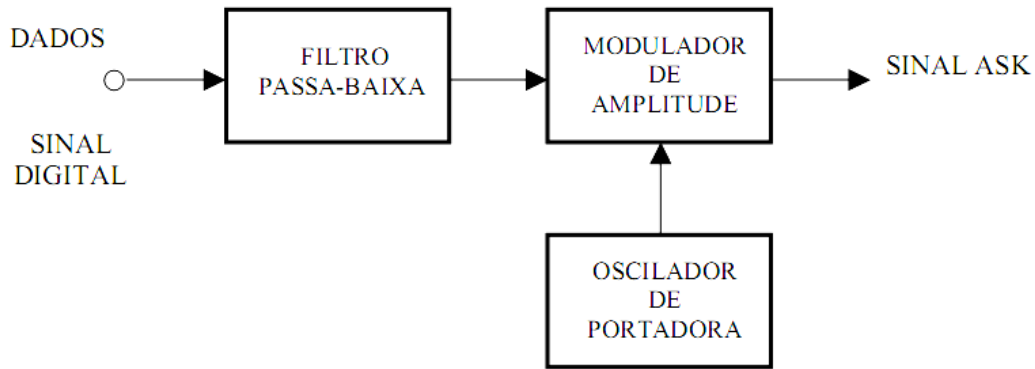 DADOS
SINAL
DIGITAL
FILTRO
PASSA-BAIXA
MODULADOR
DE
AMPLITUDE
SINAL ASK
OSCILADOR
DE
PORTADORA